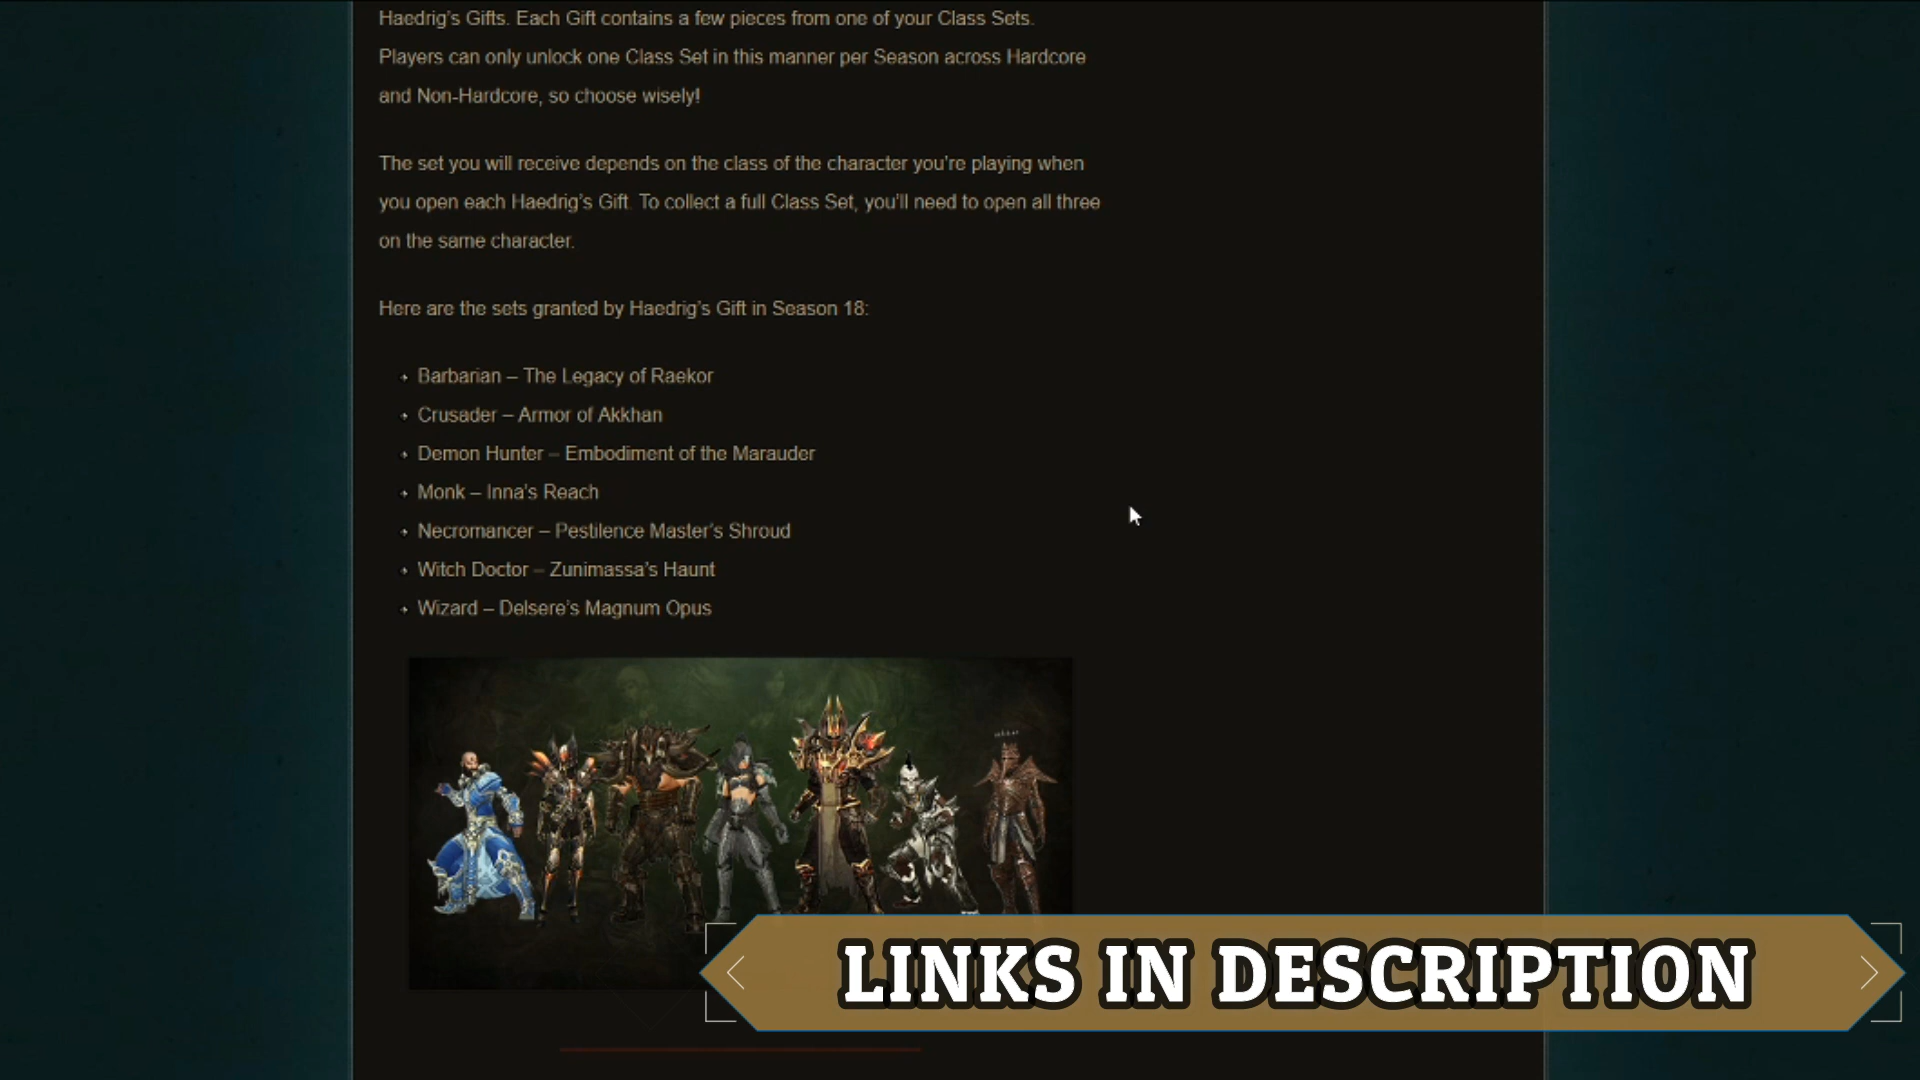 Haedrig's Gifts. Each Gift contains a few pieces from one of your Class Sets.
Players can only unlock one Class Set in this manner per Season across Hardcore
and Non-Hardcore, so choose wisely!
The set you will receive depends on the class of the character you're playing when
you open each Haedrig's Gift. To collect a full Class Set, you'll need to open all three
on the same character.
Here are the sets granted by Haedrig's Gift in Season 18:
Barbarian – The Legacy of Raekor
Crusader – Armor of Akkhan
Demon Hunter – Embodiment of the Marauder
Monk – Inna's Reach
Necromancer – Pestilence Master's Shroud
Witch Doctor – Zunimassa's Haunt
Wizard – Delsere's Magnum Opus
LINKS IN DESCRIPTION